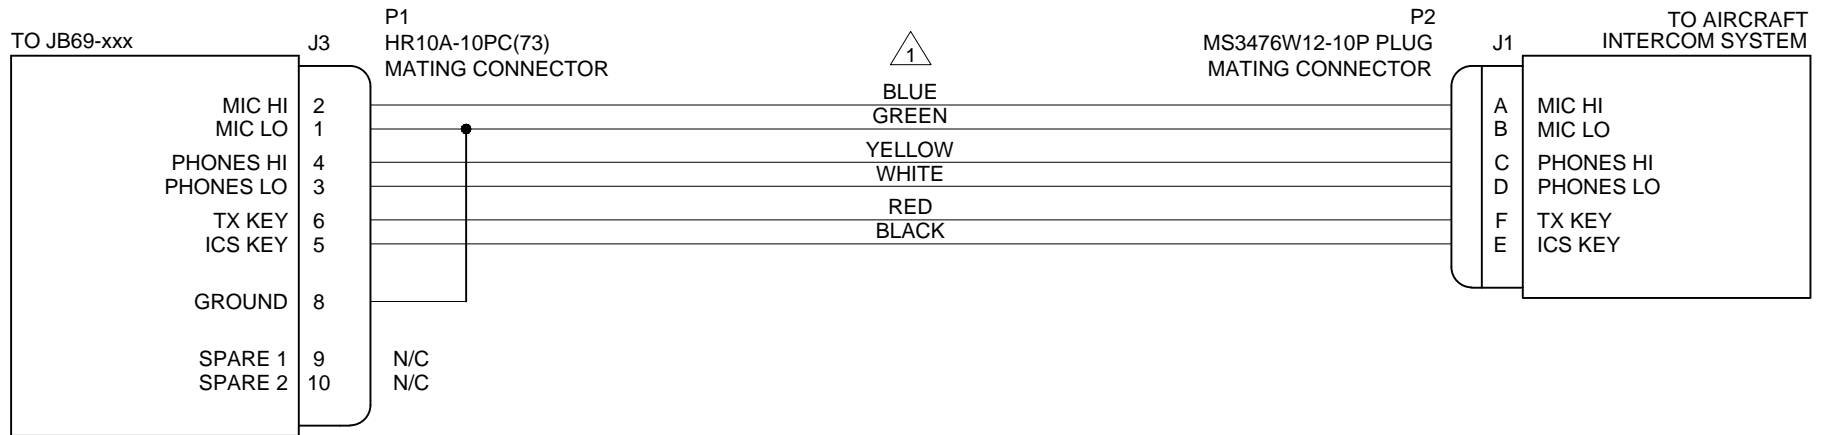 P1
P2
TO AIRCRAFT
TO JB69-xxx
J3
HR10A-10PC(73)
1
MS3476W12-10P PLUG
J1
INTERCOM SYSTEM
MATING CONNECTOR
MATING CONNECTOR
MIC HI 2 BLUE A MIC HI
MIC LO 1 GREEN B MIC LO
PHONES HI 4 YELLOW C PHONES HI
PHONES LO 3 WHITE D PHONES LO
TX KEY 6 RED F TX KEY
ICS KEY 5 BLACK E ICS KEY
GROUND 8
SPARE 1 9 N/C
SPARE 2 10 N/C